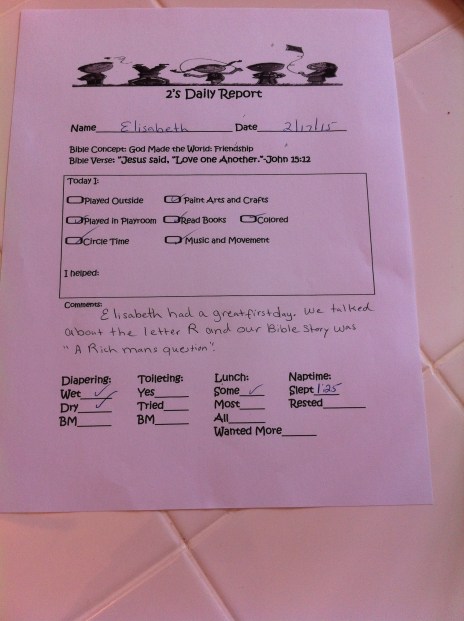 2's Daily Report
Name Elisabeth Date 2/17/15
Bible Concept: God Made the World: Friendship
Bible Verse: "Jesus said, "Love one Another."-John 15:12
Today I:
Played Outside Paint Arts and Crafts
Played in Playroom Read Books Colored
Circle Time Music and Movement
I helped:
Comments:
Elisabeth had a great first day. We talked
about the letter R and our Bible Story was
"A Rich mans question".
Diapering: Toileting: Lunch: Naptime:
Wet Yes Some Slept 1:25
Dry Tried Most Rested
BM BM All
Wanted More